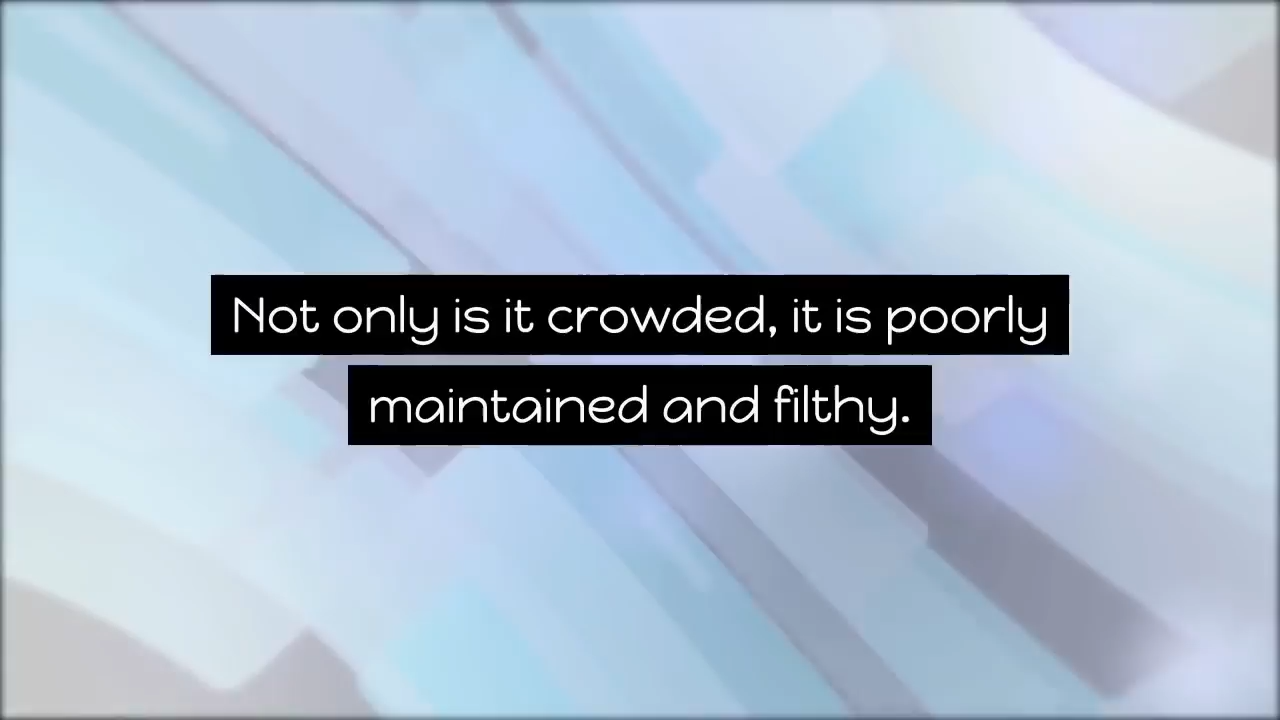 Not only is it crowded, it is poorly
maintained and filthy.